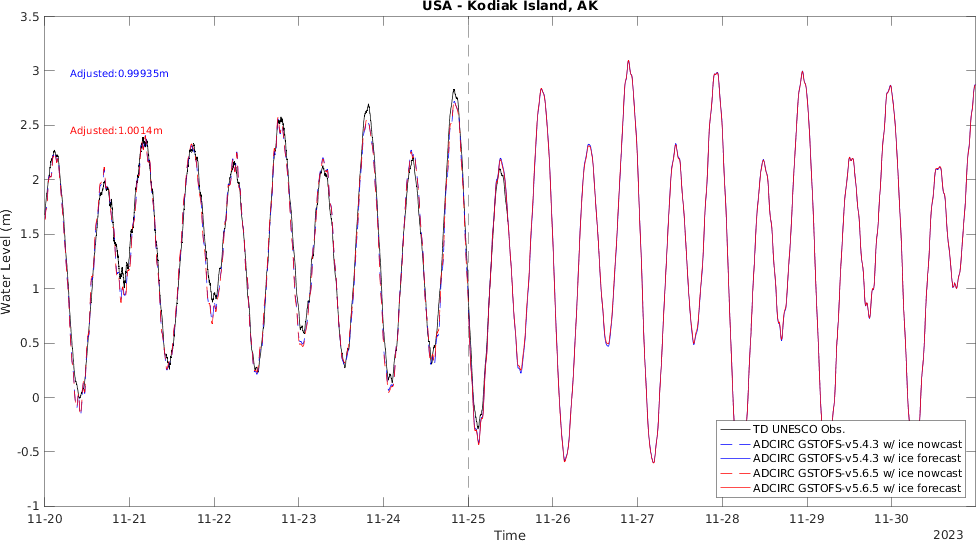 USA - Kodiak Island, AK
3.5
3
2.5
2
1.5
1
0.5
0
-0.5
-1
Water Level (m)
Adjusted:0.99935m
Adjusted:1.0014m
TD UNESCO Obs.
ADCIRC GSTOFS-v5.4.3 w/ ice nowcast
ADCIRC GSTOFS-v5.4.3 w/ ice forecast
ADCIRC GSTOFS-v5.6.5 w/ ice nowcast
ADCIRC GSTOFS-v5.6.5 w/ ice forecast
11-20 11-21 11-22 11-23 11-24 11-25 11-26 11-27 11-28 11-29 11-30
Time
2023